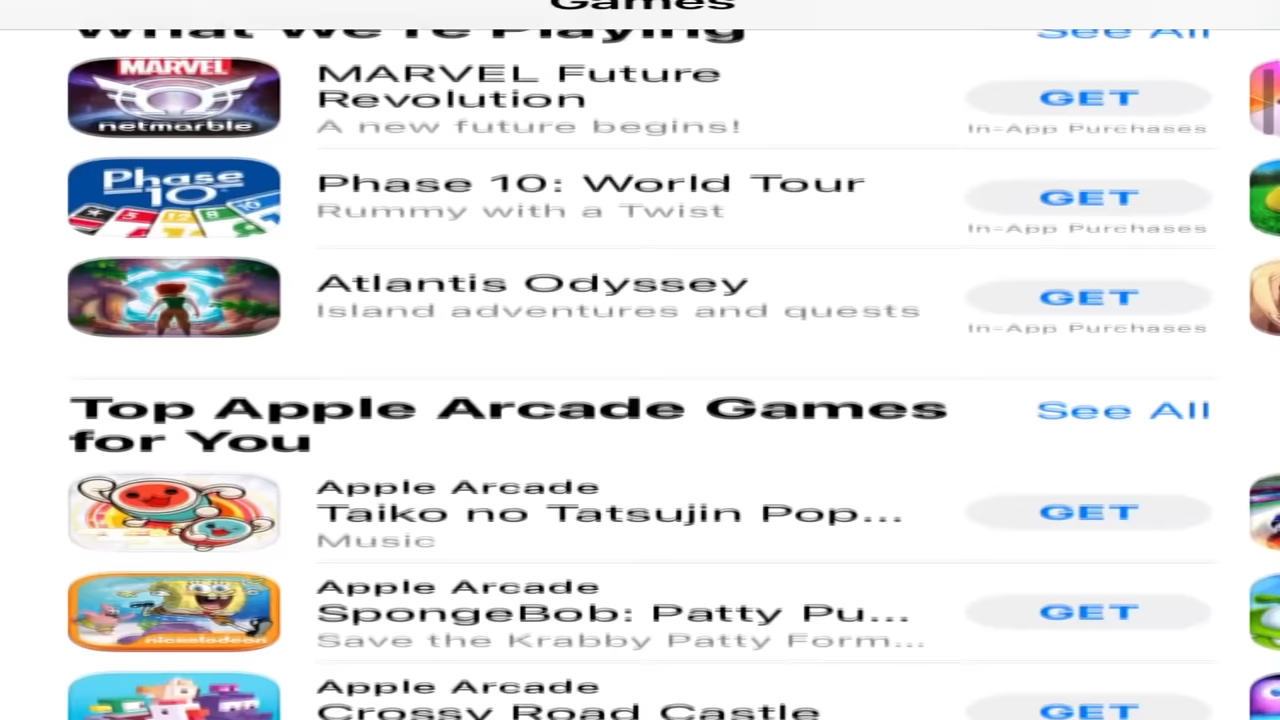 Games
What We're Playing
See All
MARVEL
netmarble
MARVEL Future
Revolution
A new future begins!
GET
In-App Purchases
Phase
10
Phase 10: World Tour
Rummy with a Twist
GET
In-App Purchases
Atlantis Odyssey
Island adventures and quests
GET
In-App Purchases
Top Apple Arcade Games
for You
See All
Apple Arcade
Taiko no Tatsujin Pop...
Music
GET
Apple Arcade
SpongeBob: Patty Pu...
Save the Krabby Patty Form...
nickelodeon
GET
Apple Arcade
Crossy Road Castle
GET